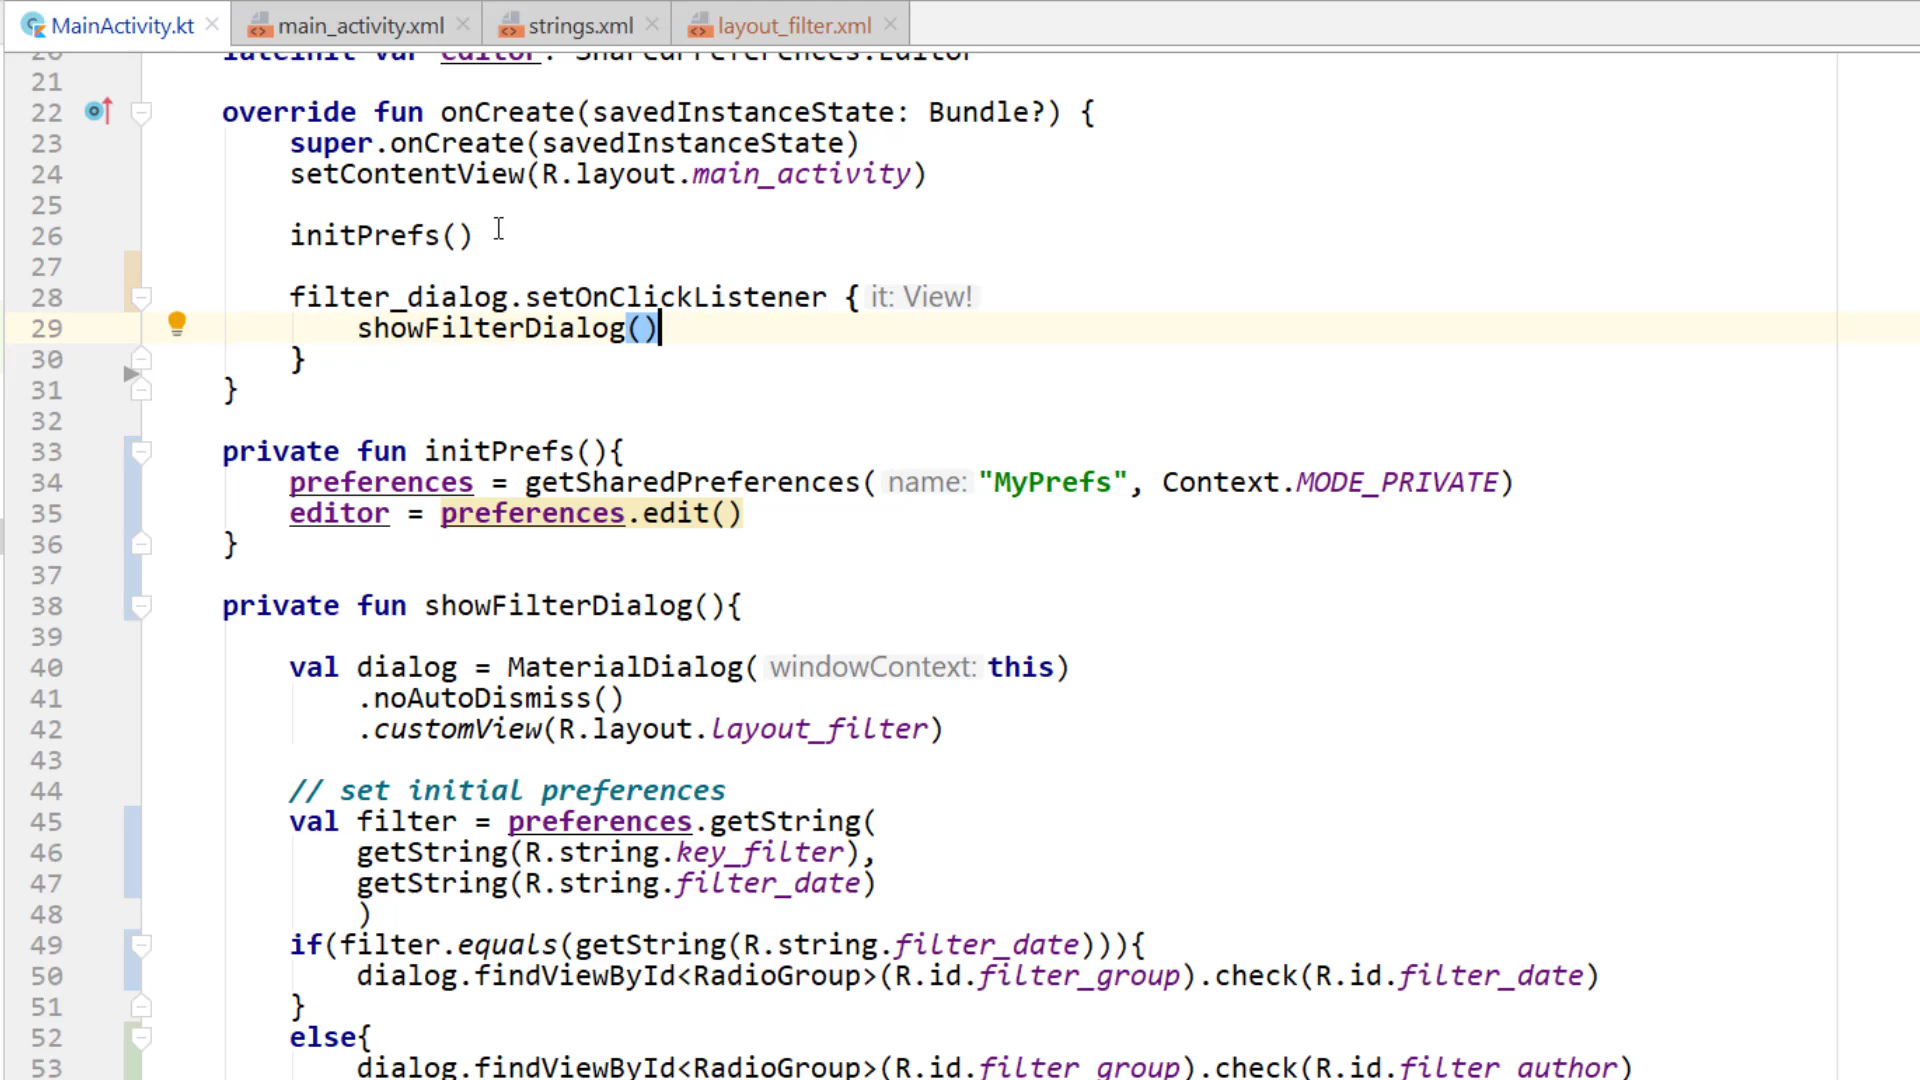 MainActivity.kt
main_activity.xml
strings.xml
layout_filter.xml
20 lateinit var editor: SharedPreferences.Editor
21
22 override fun onCreate(savedInstanceState: Bundle?) {
23 super.onCreate(savedInstanceState)
24 setContentView(R.layout.main_activity)
25
26 initPrefs()
27
28 filter_dialog.setOnClickListener { it: View!
29 showFilterDialog()
30 }
31 }
32
33 private fun initPrefs(){
34 preferences = getSharedPreferences( name: "MyPrefs", Context.MODE_PRIVATE)
35 editor = preferences.edit()
36 }
37
38 private fun showFilterDialog(){
39
40 val dialog = MaterialDialog( windowContext: this)
41 .noAutoDismiss()
42 .customView(R.layout.layout_filter)
43
44 // set initial preferences
45 val filter = preferences.getString(
46 getString(R.string.key_filter),
47 getString(R.string.filter_date)
48 )
49 if(filter.equals(getString(R.string.filter_date))){
50 dialog.findViewById<RadioGroup>(R.id.filter_group).check(R.id.filter_date)
51 }
52 else{
53 dialog.findViewById<RadioGroup>(R.id.filter_group).check(R.id.filter_author)